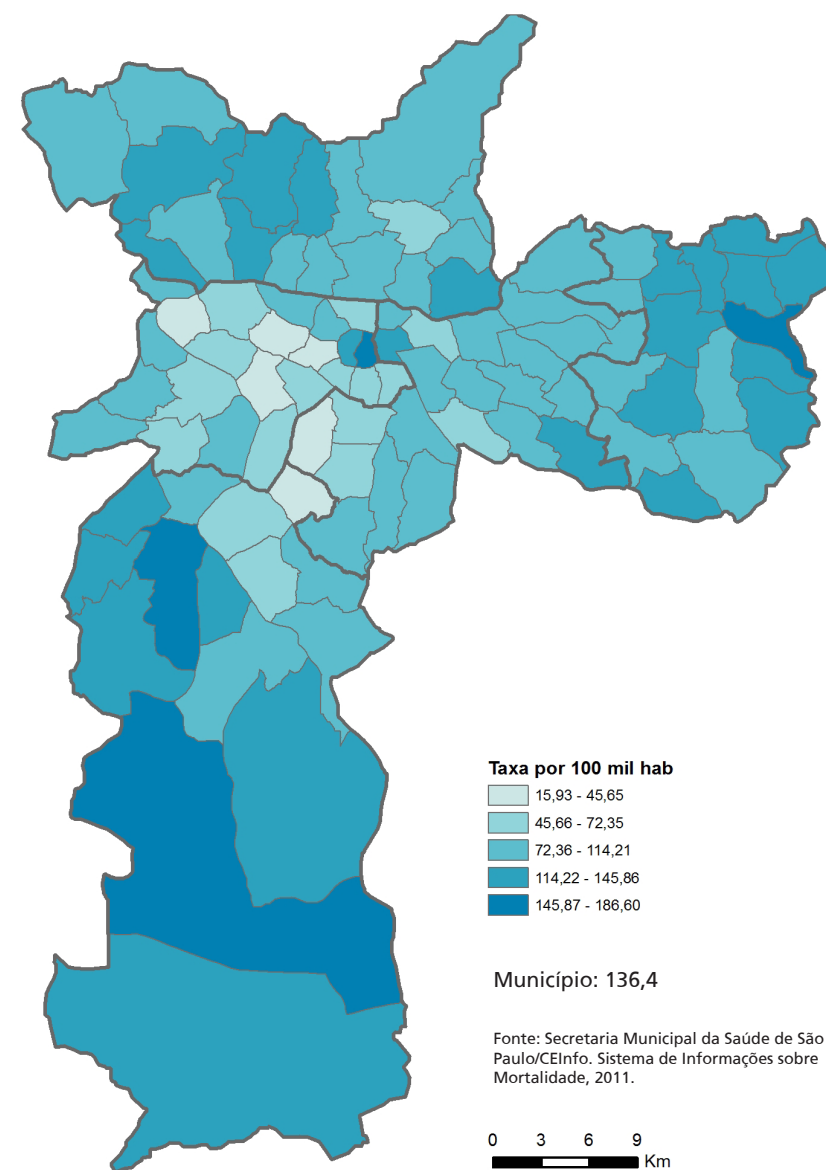 Taxa por 100 mil hab
15,93 - 45,65
45,66 - 72,35
72,36 - 114,21
114,22 - 145,86
145,87 - 186,60
Município: 136,4
Fonte: Secretaria Municipal da Saúde de São
Paulo/CEInfo. Sistema de Informações sobre
Mortalidade, 2011.
0 3 6 9
Km